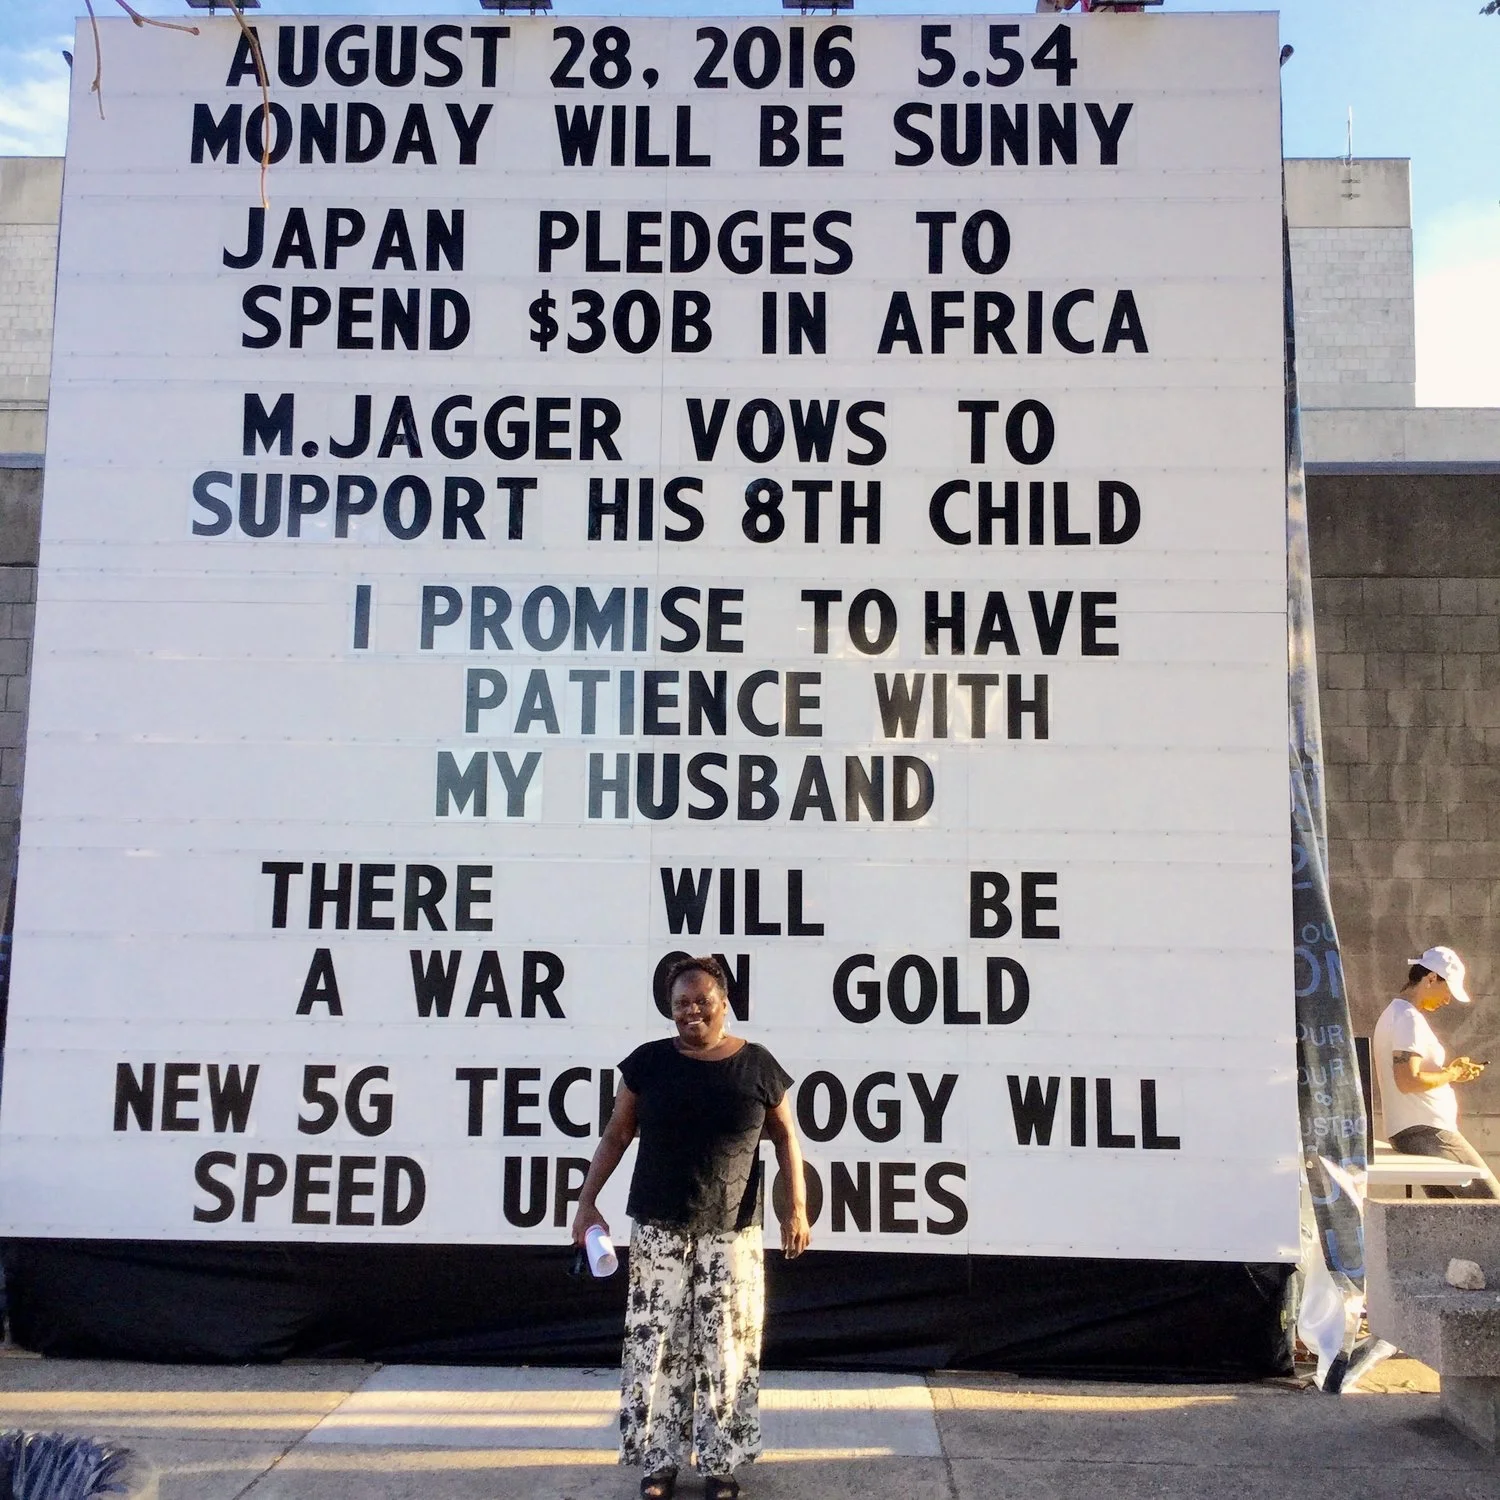 AUGUST 28, 2016 5.54
MONDAY WILL BE SUNNY
JAPAN PLEDGES TO
SPEND $30B IN AFRICA
M.JAGGER VOWS TO
SUPPORT HIS 8TH CHILD
I PROMISE TO HAVE
PATIENCE WITH
MY HUSBAND
THERE WILL BE
A WAR ON GOLD
NEW 5G TECHNOLOGY WILL
SPEED UP